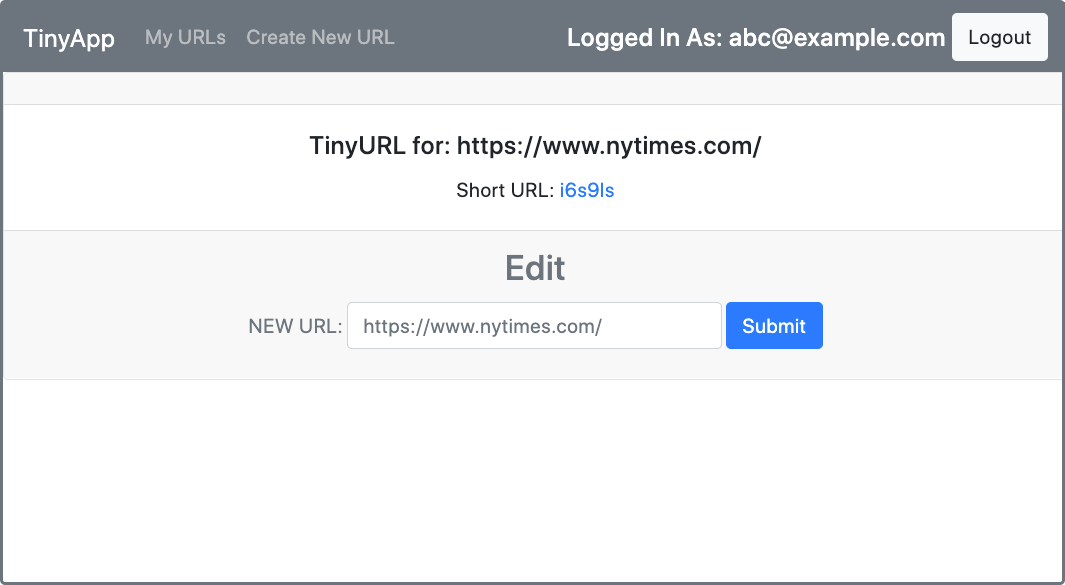 TinyApp My URLs Create New URL Logged In As: abc@example.com Logout
TinyURL for: https://www.nytimes.com/
Short URL: i6s9ls
Edit
NEW URL: https://www.nytimes.com/ Submit